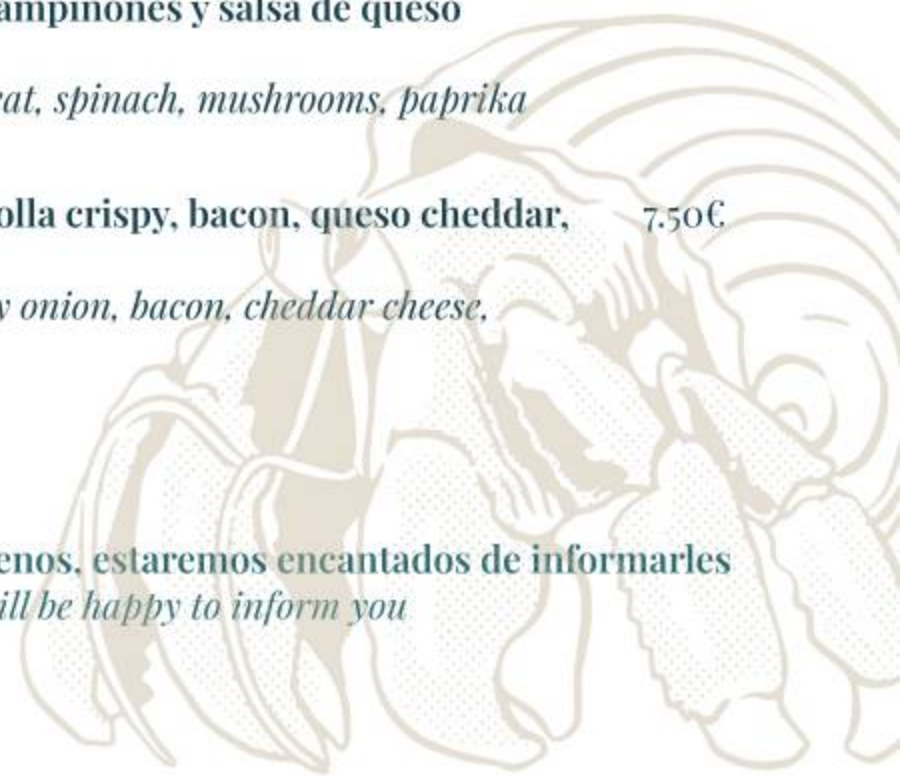 ampiñones y salsa de queso
eat, spinach, mushrooms, paprika
olla crispy, bacon, queso cheddar, 7.50€
y onion, bacon, cheddar cheese,
enos, estaremos encantados de informarles
ill be happy to inform you